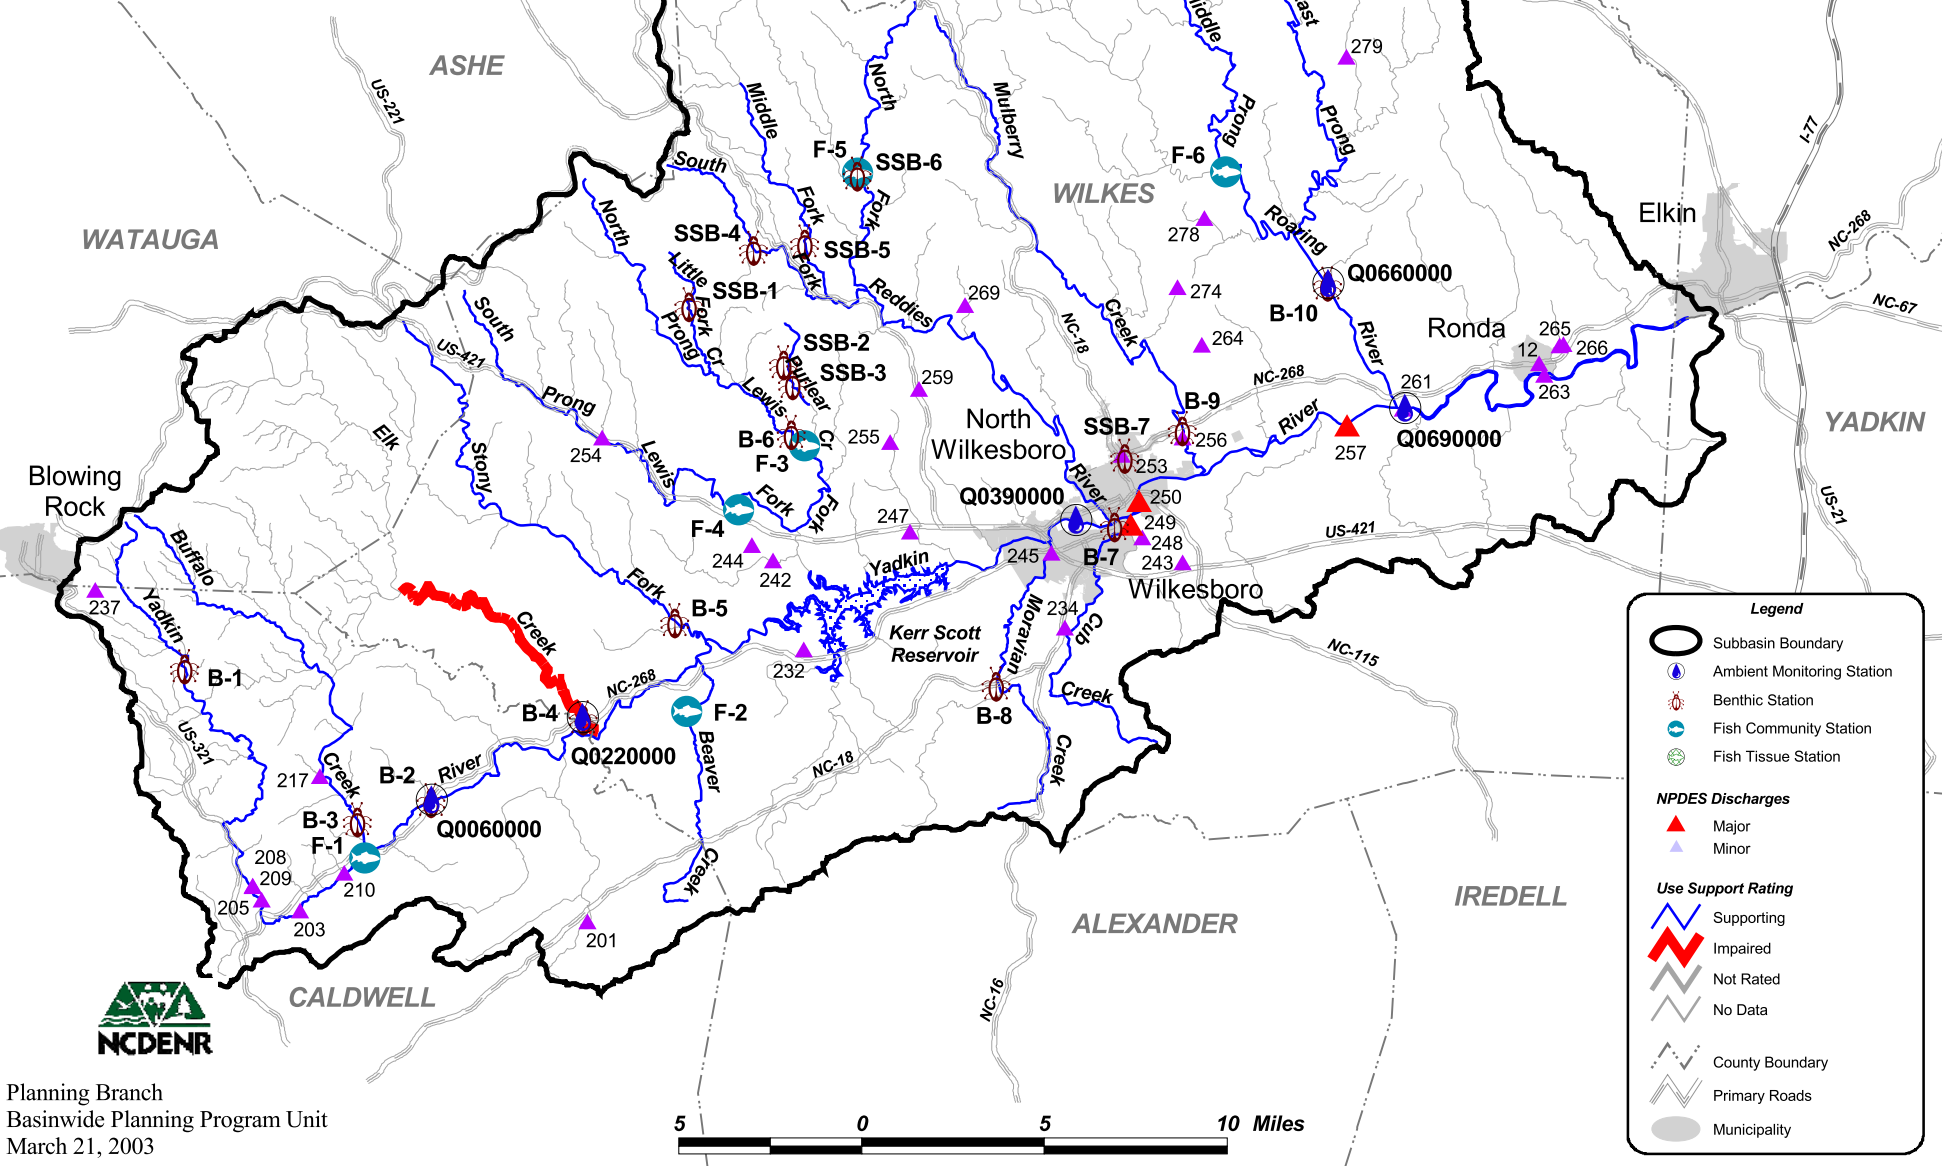 iddle
ast
279
ASHE
US-221
Middle
North
Mulberry
Prong
Prong
I-77
F-5
SSB-6
South
F-6
WILKES
Elkin
Fork
Fork
278
Roaring
WATAUGA
North
SSB-4
SSB-5
NC-268
Little
Fork
Q0660000
SSB-1
Reddies
269
274
B-10
NC-67
South
Fork
Prong
Cr
Creek
NC-18
River
Ronda
265
US-421
SSB-2
264
12
266
SSB-3
Burlear
259
NC-268
261
263
Lewis
Prong
North
Wilkesboro
B-9
River
YADKIN
Elk
B-6
Cr
255
SSB-7
256
Q0690000
254
F-3
253
257
Blowing
Rock
Stony
Lewis
River
Fork
Q0390000
250
US-21
F-4
Fork
247
249
US-421
Buffalo
244
248
245
B-7
243
242
Yadkin
Wilkesboro
237
Yadkin
Fork
B-5
234
Moravian
Cub
Creek
Kerr Scott
Reservoir
NC-115
232
B-1
NC-268
Creek
B-4
F-2
B-8
US-321
Q0220000
Beaver
Creek
217
Creek
B-2
River
NC-18
B-3
Q0060000
F-1
208
209
210
Creek
205
203
201
ALEXANDER
IREDELL
CALDWELL
NC-16
NCDENR
Planning Branch
Basinwide Planning Program Unit
March 21, 2003
5 0 5 10 Miles
Legend
Subbasin Boundary
Ambient Monitoring Station
Benthic Station
Fish Community Station
Fish Tissue Station
NPDES Discharges
Major
Minor
Use Support Rating
Supporting
Impaired
Not Rated
No Data
County Boundary
Primary Roads
Municipality